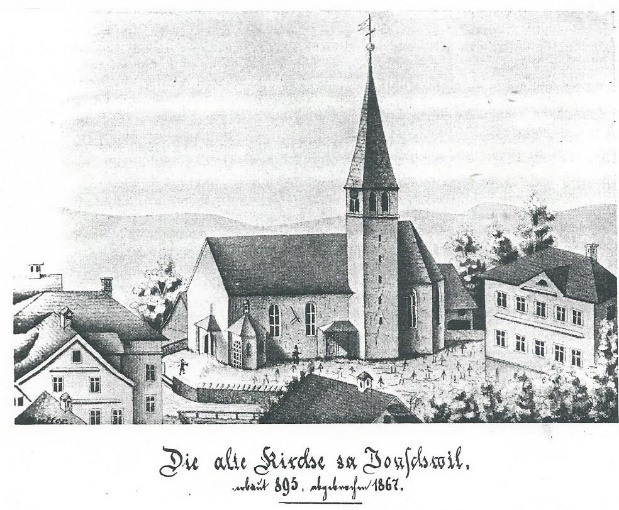 Die alte Kirche zu Jonschwil.
erbaut 895, abgebrochen 1867.